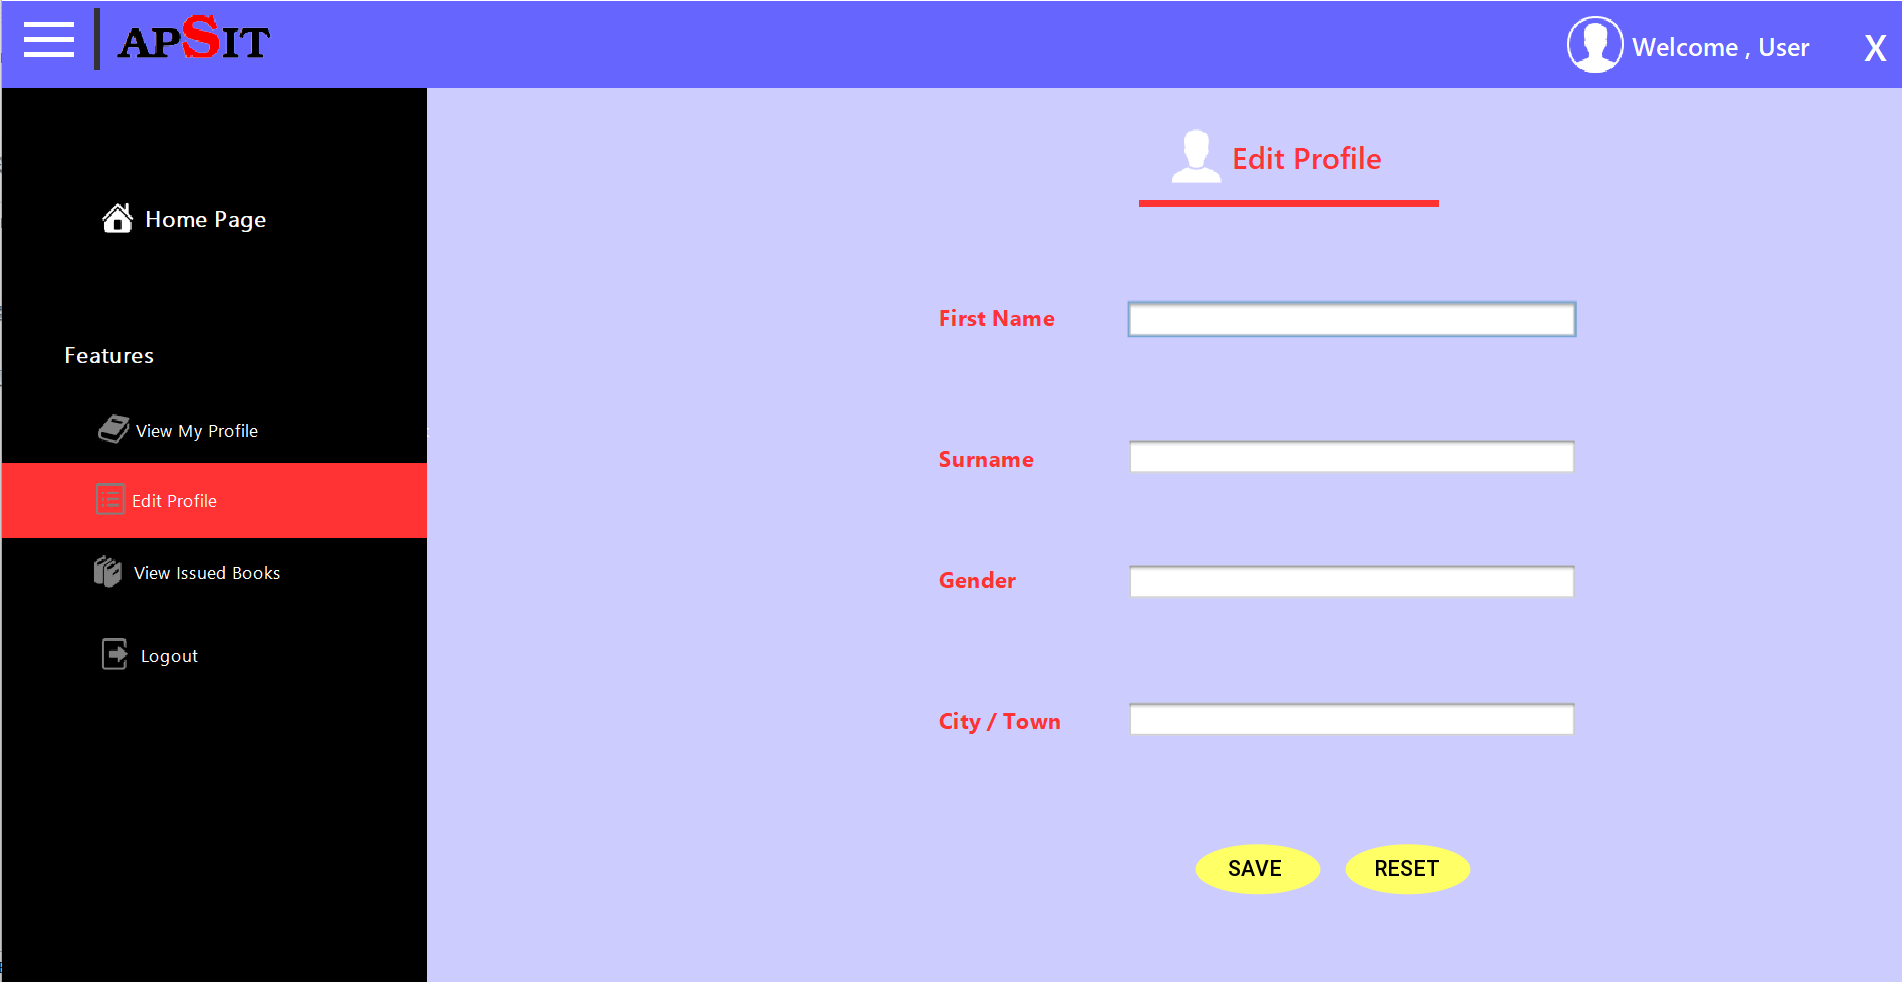 APSIT
Welcome , User
X
Home Page
Features
View My Profile
Edit Profile
View Issued Books
Logout
Edit Profile
First Name
Surname
Gender
City / Town
SAVE
RESET